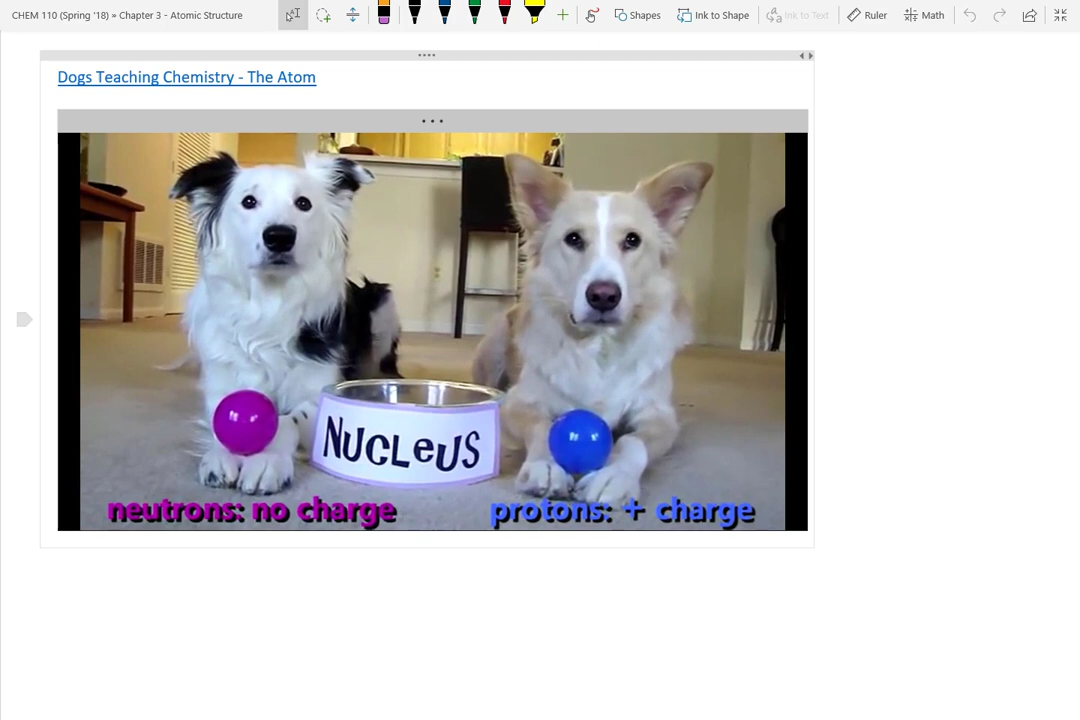 CHEM 110 (Spring '18) » Chapter 3 - Atomic Structure
Shapes
Ink to Shape
Ink to Text
Ruler
Math
Dogs Teaching Chemistry - The Atom
NUCLeUS
neutrons: no charge
protons: + charge